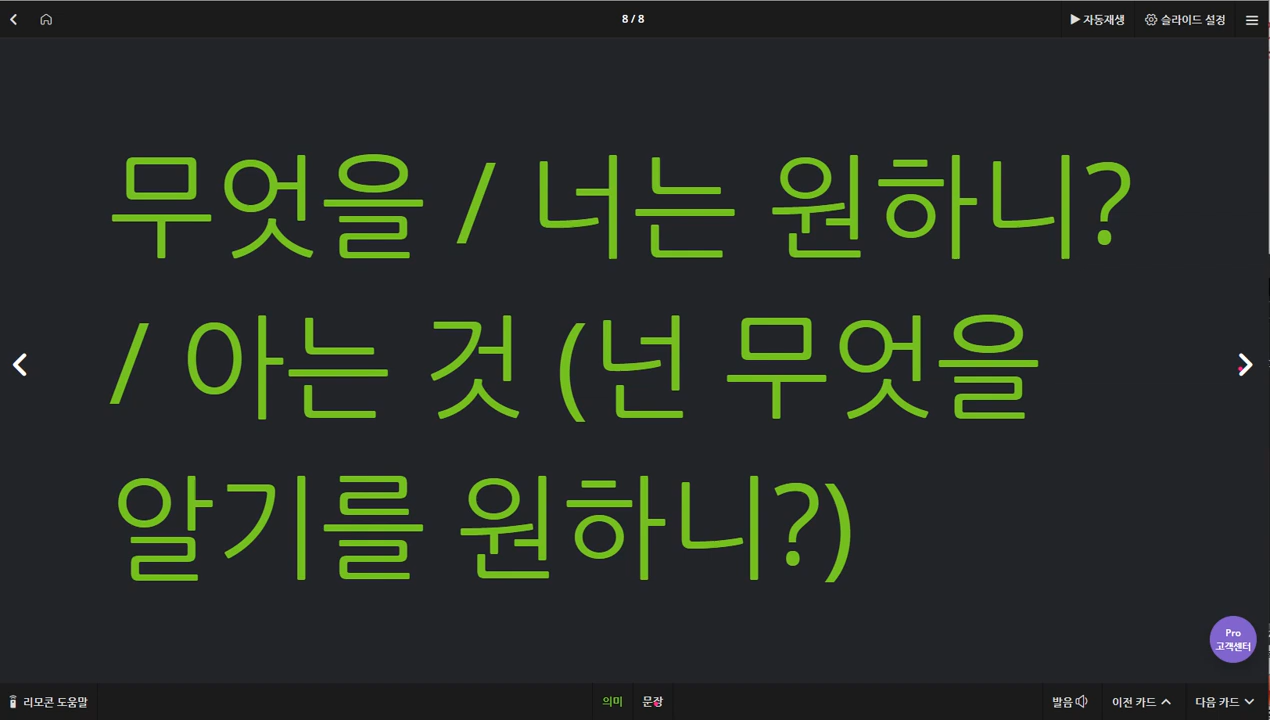 8 / 8
자동재생
슬라이드 설정
무엇을 / 너는 원하니?
/ 아는 것 (넌 무엇을
알기를 원하니?)
Pro
고객센터
리모콘 도움말
의미
문장
발음
이전 카드
다음 카드